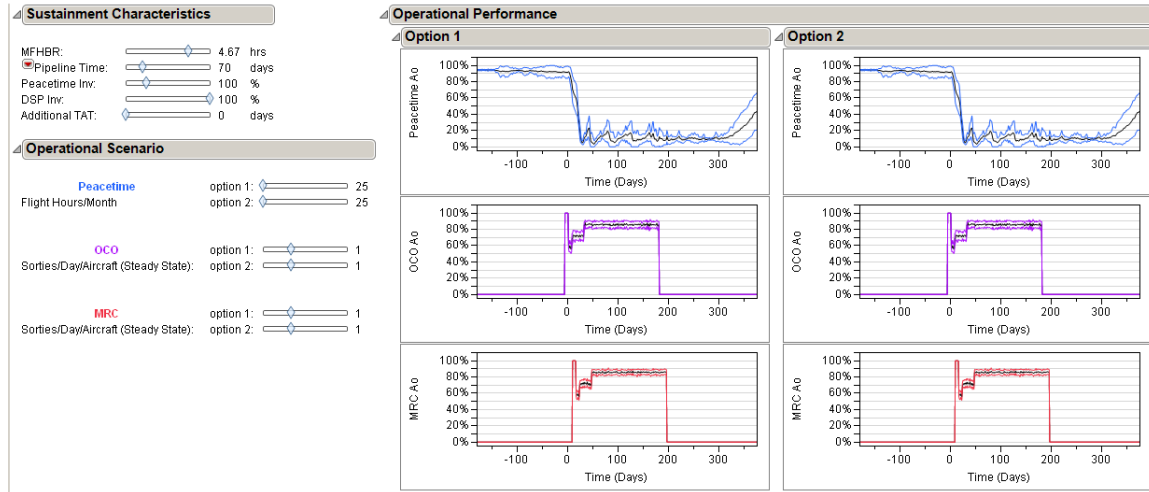 Sustainment Characteristics
MFHBR: 4.67 hrs
Pipeline Time: 70 days
Peacetime Inv: 100 %
DSP Inv: 100 %
Additional TAT: 0 days
Operational Scenario
Peacetime option 1: 25
Flight Hours/Month option 2: 25
OCO option 1: 1
Sorties/Day/Aircraft (Steady State): option 2: 1
MRC option 1: 1
Sorties/Day/Aircraft (Steady State): option 2: 1
Operational Performance
Option 1
Peacetime Ao
100%
80%
60%
40%
20%
0%
-100 0 100 200 300
Time (Days)
OCO Ao
100%
80%
60%
40%
20%
0%
-100 0 100 200 300
Time (Days)
MRC Ao
100%
80%
60%
40%
20%
0%
-100 0 100 200 300
Time (Days)
Option 2
Peacetime Ao
100%
80%
60%
40%
20%
0%
-100 0 100 200 300
Time (Days)
OCO Ao
100%
80%
60%
40%
20%
0%
-100 0 100 200 300
Time (Days)
MRC Ao
100%
80%
60%
40%
20%
0%
-100 0 100 200 300
Time (Days)